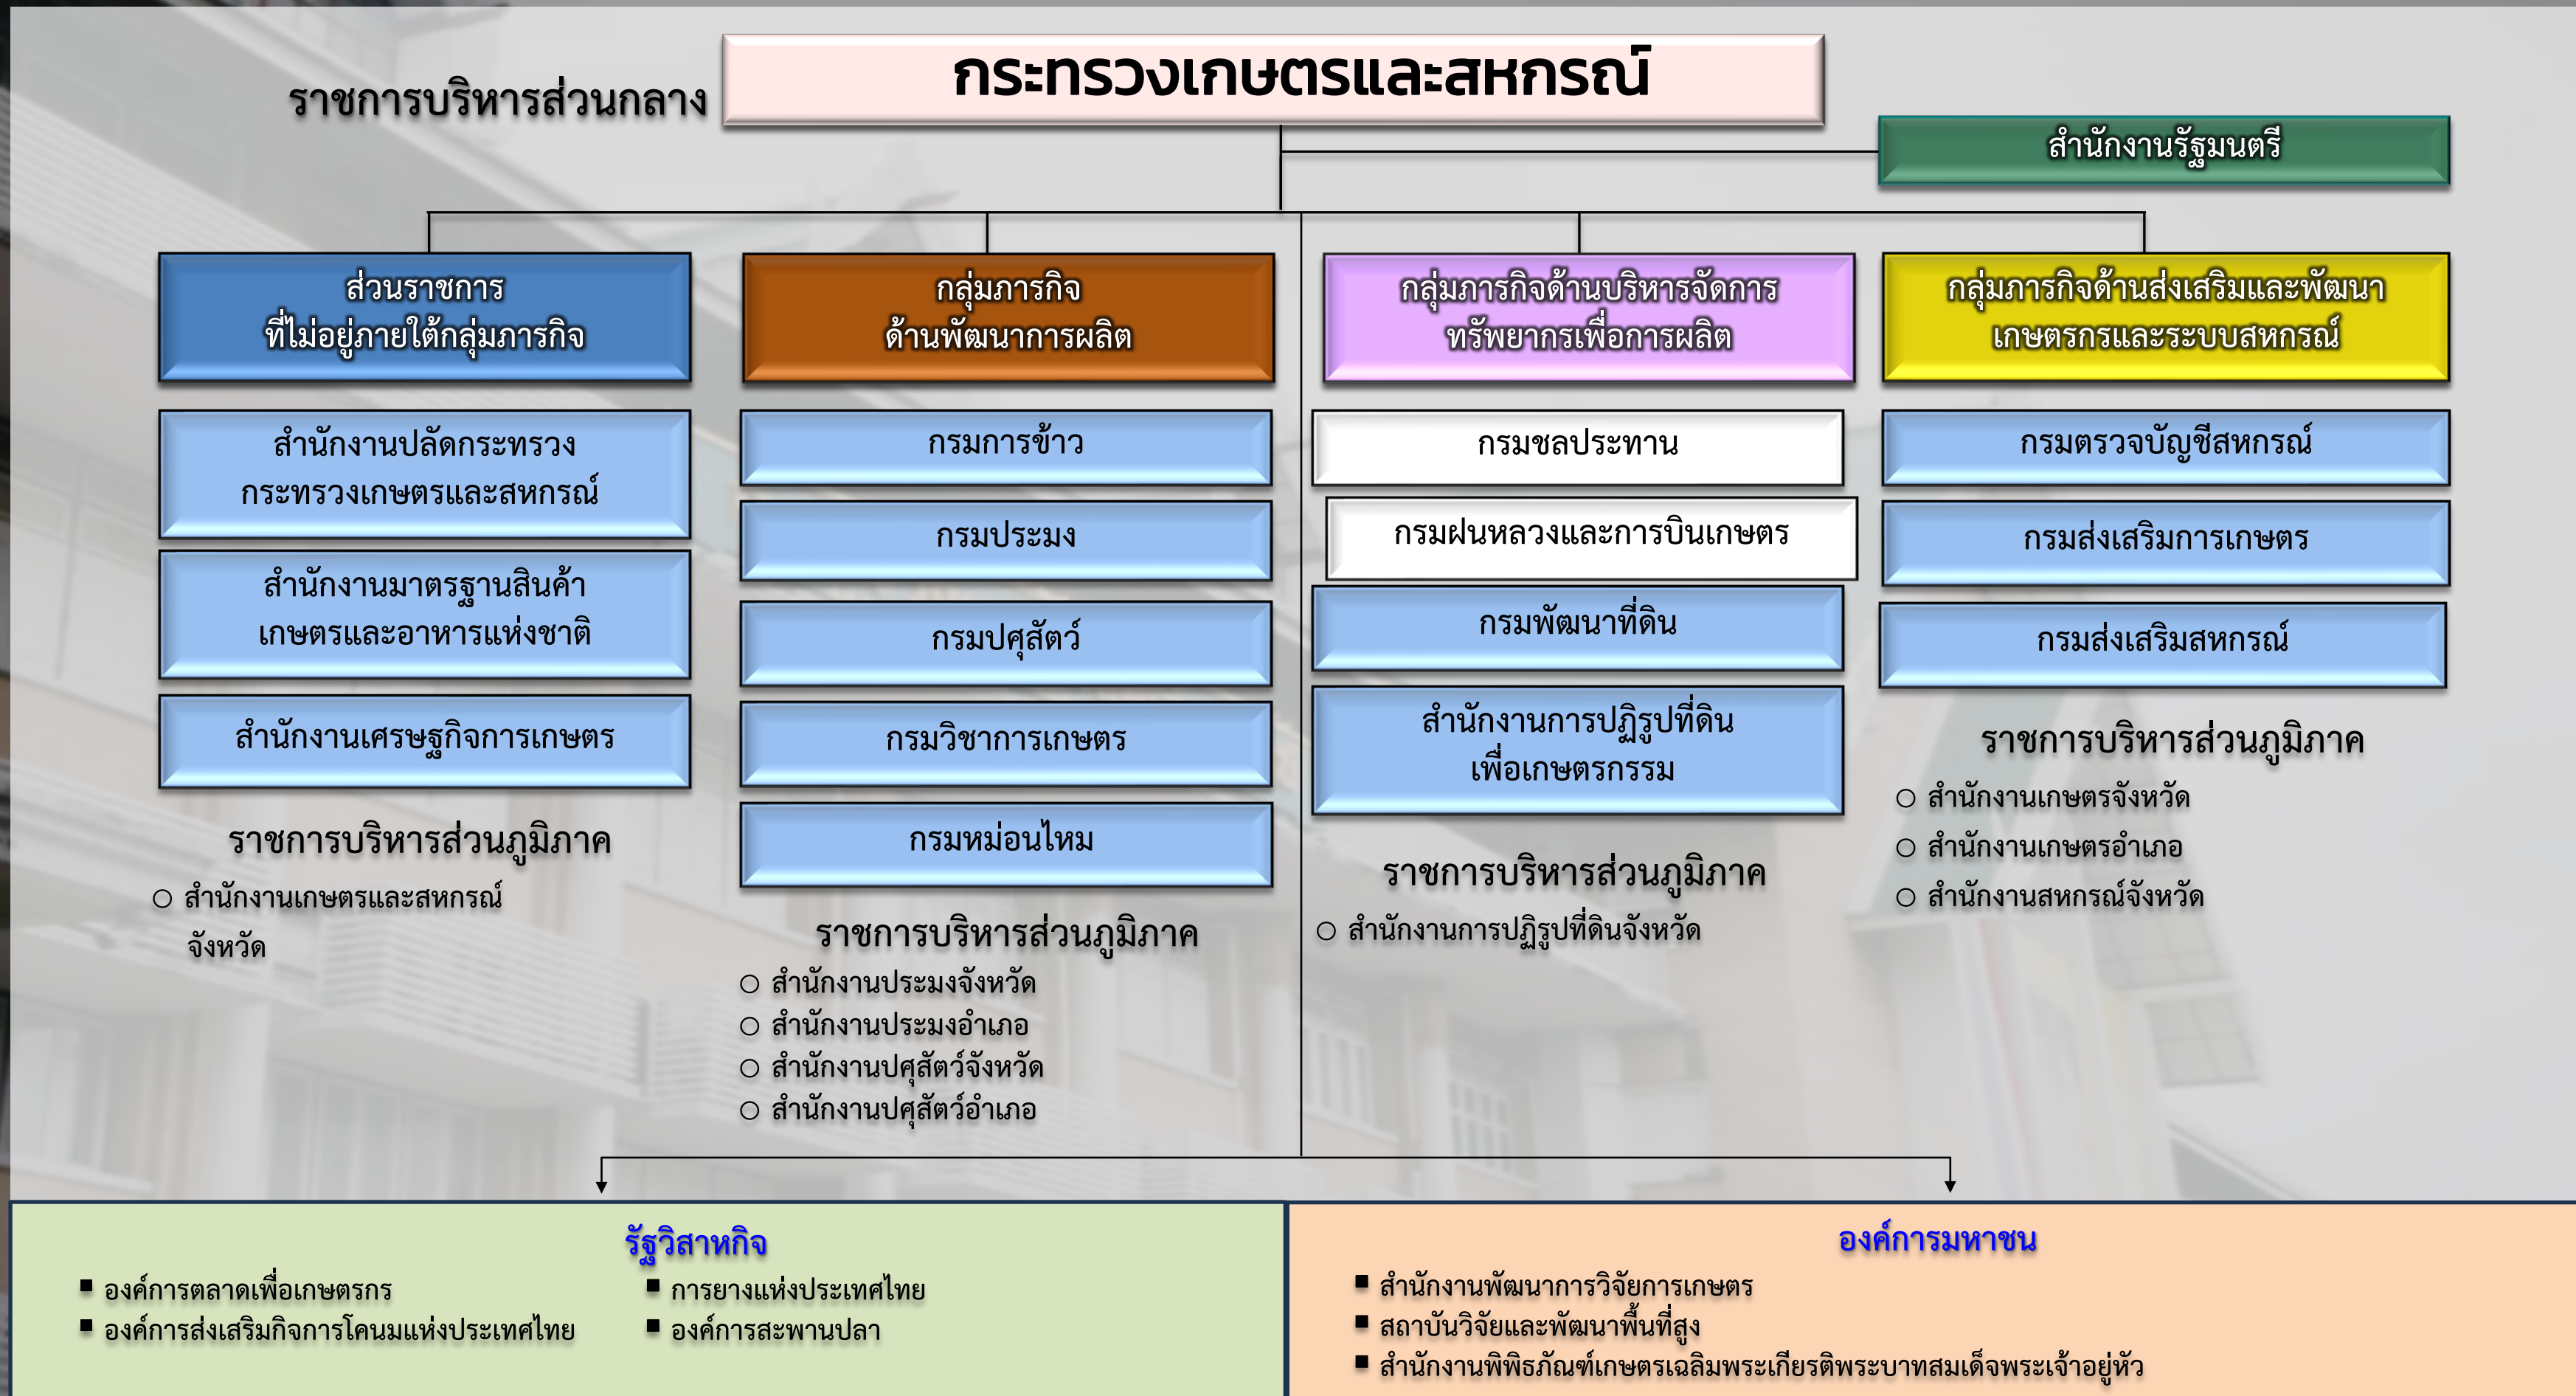 กระทรวงเกษตรและสหกรณ์
ราชการบริหารส่วนกลาง
สำนักงานรัฐมนตรี
ส่วนราชการ
ที่ไม่อยู่ภายใต้กลุ่มภารกิจ
สำนักงานปลัดกระทรวง
กระทรวงเกษตรและสหกรณ์
สำนักงานมาตรฐานสินค้า
เกษตรและอาหารแห่งชาติ
สำนักงานเศรษฐกิจการเกษตร
ราชการบริหารส่วนภูมิภาค
○ สำนักงานเกษตรและสหกรณ์
จังหวัด
กลุ่มภารกิจ
ด้านพัฒนาการผลิต
กรมการข้าว
กรมประมง
กรมปศุสัตว์
กรมวิชาการเกษตร
กรมหม่อนไหม
ราชการบริหารส่วนภูมิภาค
○ สำนักงานประมงจังหวัด
○ สำนักงานประมงอำเภอ
○ สำนักงานปศุสัตว์จังหวัด
○ สำนักงานปศุสัตว์อำเภอ
กลุ่มภารกิจด้านบริหารจัดการ
ทรัพยากรเพื่อการผลิต
กรมชลประทาน
กรมฝนหลวงและการบินเกษตร
กรมพัฒนาที่ดิน
สำนักงานการปฏิรูปที่ดิน
เพื่อเกษตรกรรม
ราชการบริหารส่วนภูมิภาค
○ สำนักงานการปฏิรูปที่ดินจังหวัด
กลุ่มภารกิจด้านส่งเสริมและพัฒนา
เกษตรกรและระบบสหกรณ์
กรมตรวจบัญชีสหกรณ์
กรมส่งเสริมการเกษตร
กรมส่งเสริมสหกรณ์
ราชการบริหารส่วนภูมิภาค
○ สำนักงานเกษตรจังหวัด
○ สำนักงานเกษตรอำเภอ
○ สำนักงานสหกรณ์จังหวัด
รัฐวิสาหกิจ
▪ องค์การตลาดเพื่อเกษตรกร
▪ องค์การส่งเสริมกิจการโคนมแห่งประเทศไทย
▪ การยางแห่งประเทศไทย
▪ องค์การสะพานปลา
องค์การมหาชน
▪ สำนักงานพัฒนาการวิจัยการเกษตร
▪ สถาบันวิจัยและพัฒนาพื้นที่สูง
▪ สำนักงานพิพิธภัณฑ์เกษตรเฉลิมพระเกียรติพระบาทสมเด็จพระเจ้าอยู่หัว